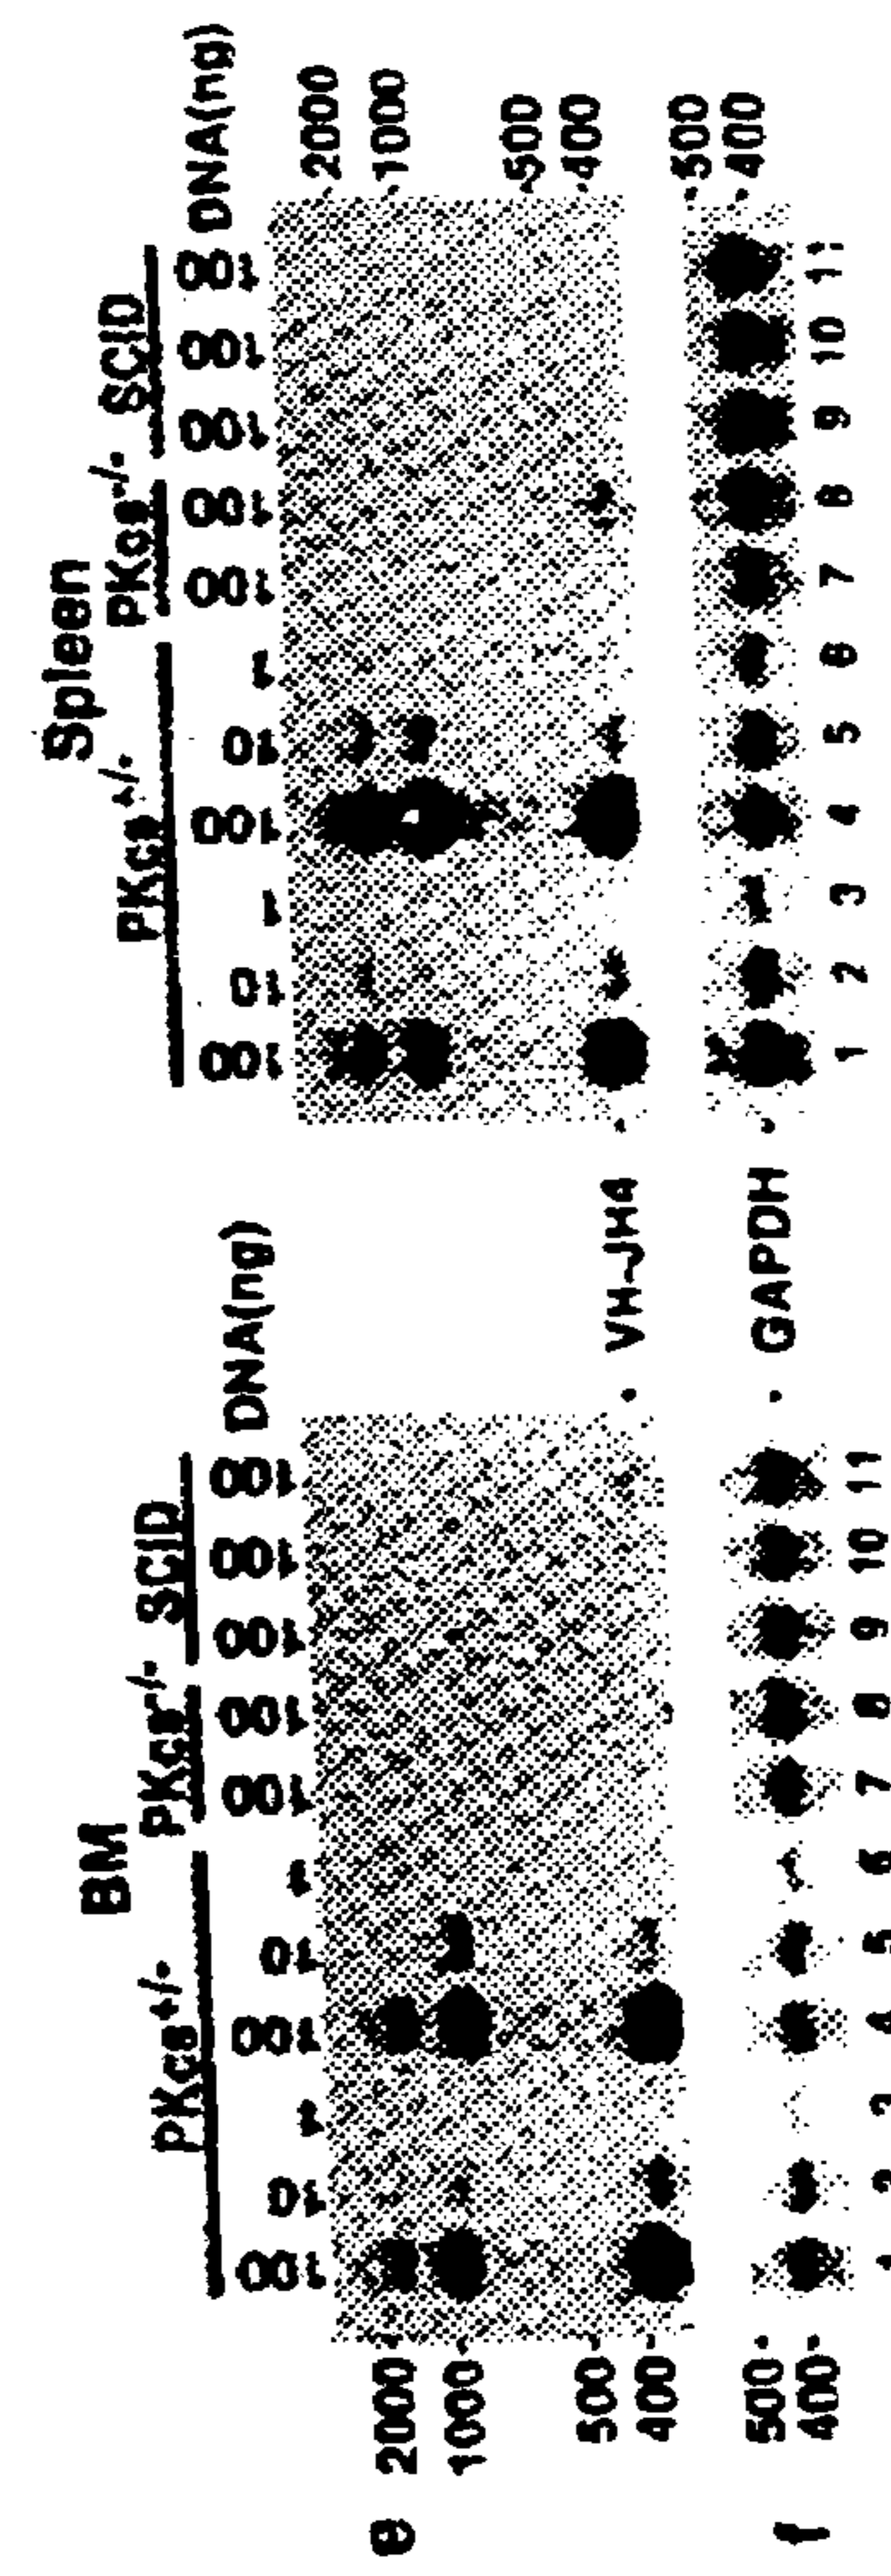 BM Spleen
PKcs+/- PKcs-/- SCID PKcs+/- PKcs-/- SCID
100 10 1 100 10 1 100 100 100 100 100 DNA(ng) 100 10 1 100 10 1 100 100 100 100 100 DNA(ng)
e 2000 2000
1000 1000
500 500
400 VH-JH4 400
f 500 500
400 GAPDH 400
1 2 3 4 5 6 7 8 9 10 11 1 2 3 4 5 6 7 8 9 10 11